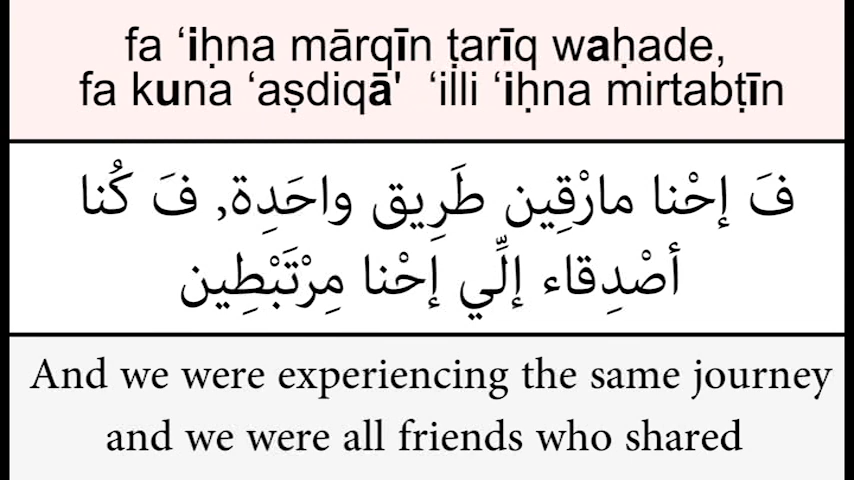 fa ‘iḥna mārqīn ṭarīq waḥade,
fa kuna ‘aṣdiqā' ‘illi ‘iḥna mirtabṭīn
فَ إحْنا مارْقِين طَرِيق واحَدِة, فَ كُنا
أصْدِقاء إلِّي إحْنا مِرْتَبْطِين
And we were experiencing the same journey
and we were all friends who shared